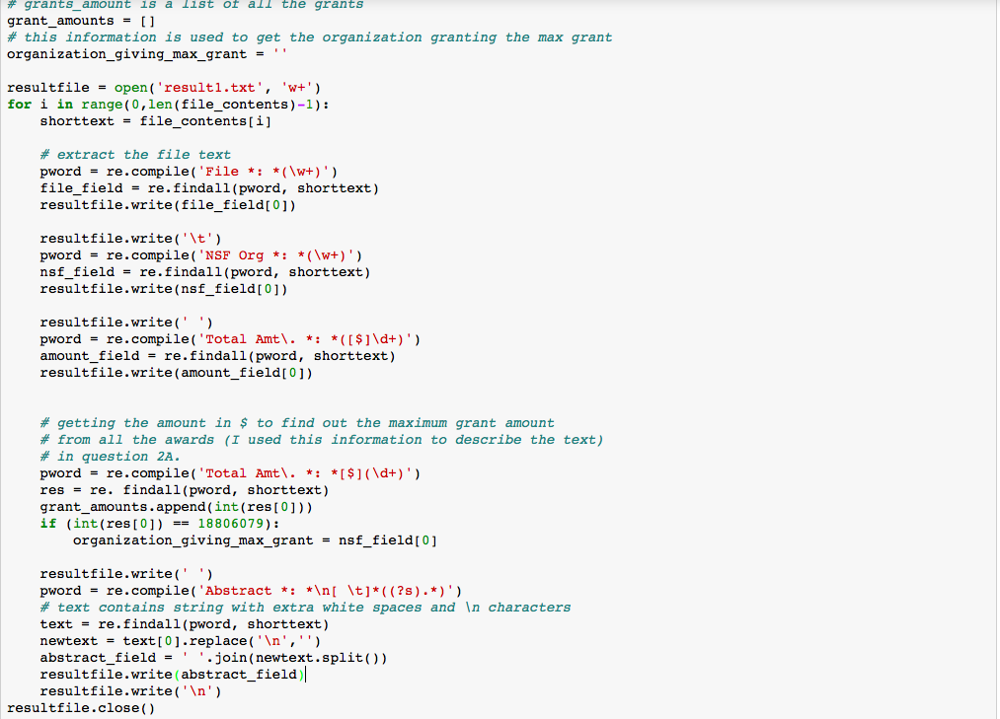 # grants_amount is a list of all the grants
grant_amounts = []
# this information is used to get the organization granting the max grant
organization_giving_max_grant = ''

resultfile = open('result1.txt', 'w+')
for i in range(0,len(file_contents)-1):
    shorttext = file_contents[i]

    # extract the file text
    pword = re.compile('File *: *(\w+)')
    file_field = re.findall(pword, shorttext)
    resultfile.write(file_field[0])

    resultfile.write('\t')
    pword = re.compile('NSF Org *: *(\w+)')
    nsf_field = re.findall(pword, shorttext)
    resultfile.write(nsf_field[0])

    resultfile.write(' ')
    pword = re.compile('Total Amt\. *: *([$]\d+)')
    amount_field = re.findall(pword, shorttext)
    resultfile.write(amount_field[0])

    # getting the amount in $ to find out the maximum grant amount
    # from all the awards (I used this information to describe the text)
    # in question 2A.
    pword = re.compile('Total Amt\. *: *[$](\d+)')
    res = re. findall(pword, shorttext)
    grant_amounts.append(int(res[0]))
    if (int(res[0]) == 18806079):
        organization_giving_max_grant = nsf_field[0]

    resultfile.write(' ')
    pword = re.compile('Abstract *: *\n[ \t]*((?s).*)')
    # text contains string with extra white spaces and \n characters
    text = re.findall(pword, shorttext)
    newtext = text[0].replace('\n','')
    abstract_field = ' '.join(newtext.split())
    resultfile.write(abstract_field)
    resultfile.write('\n')
resultfile.close()